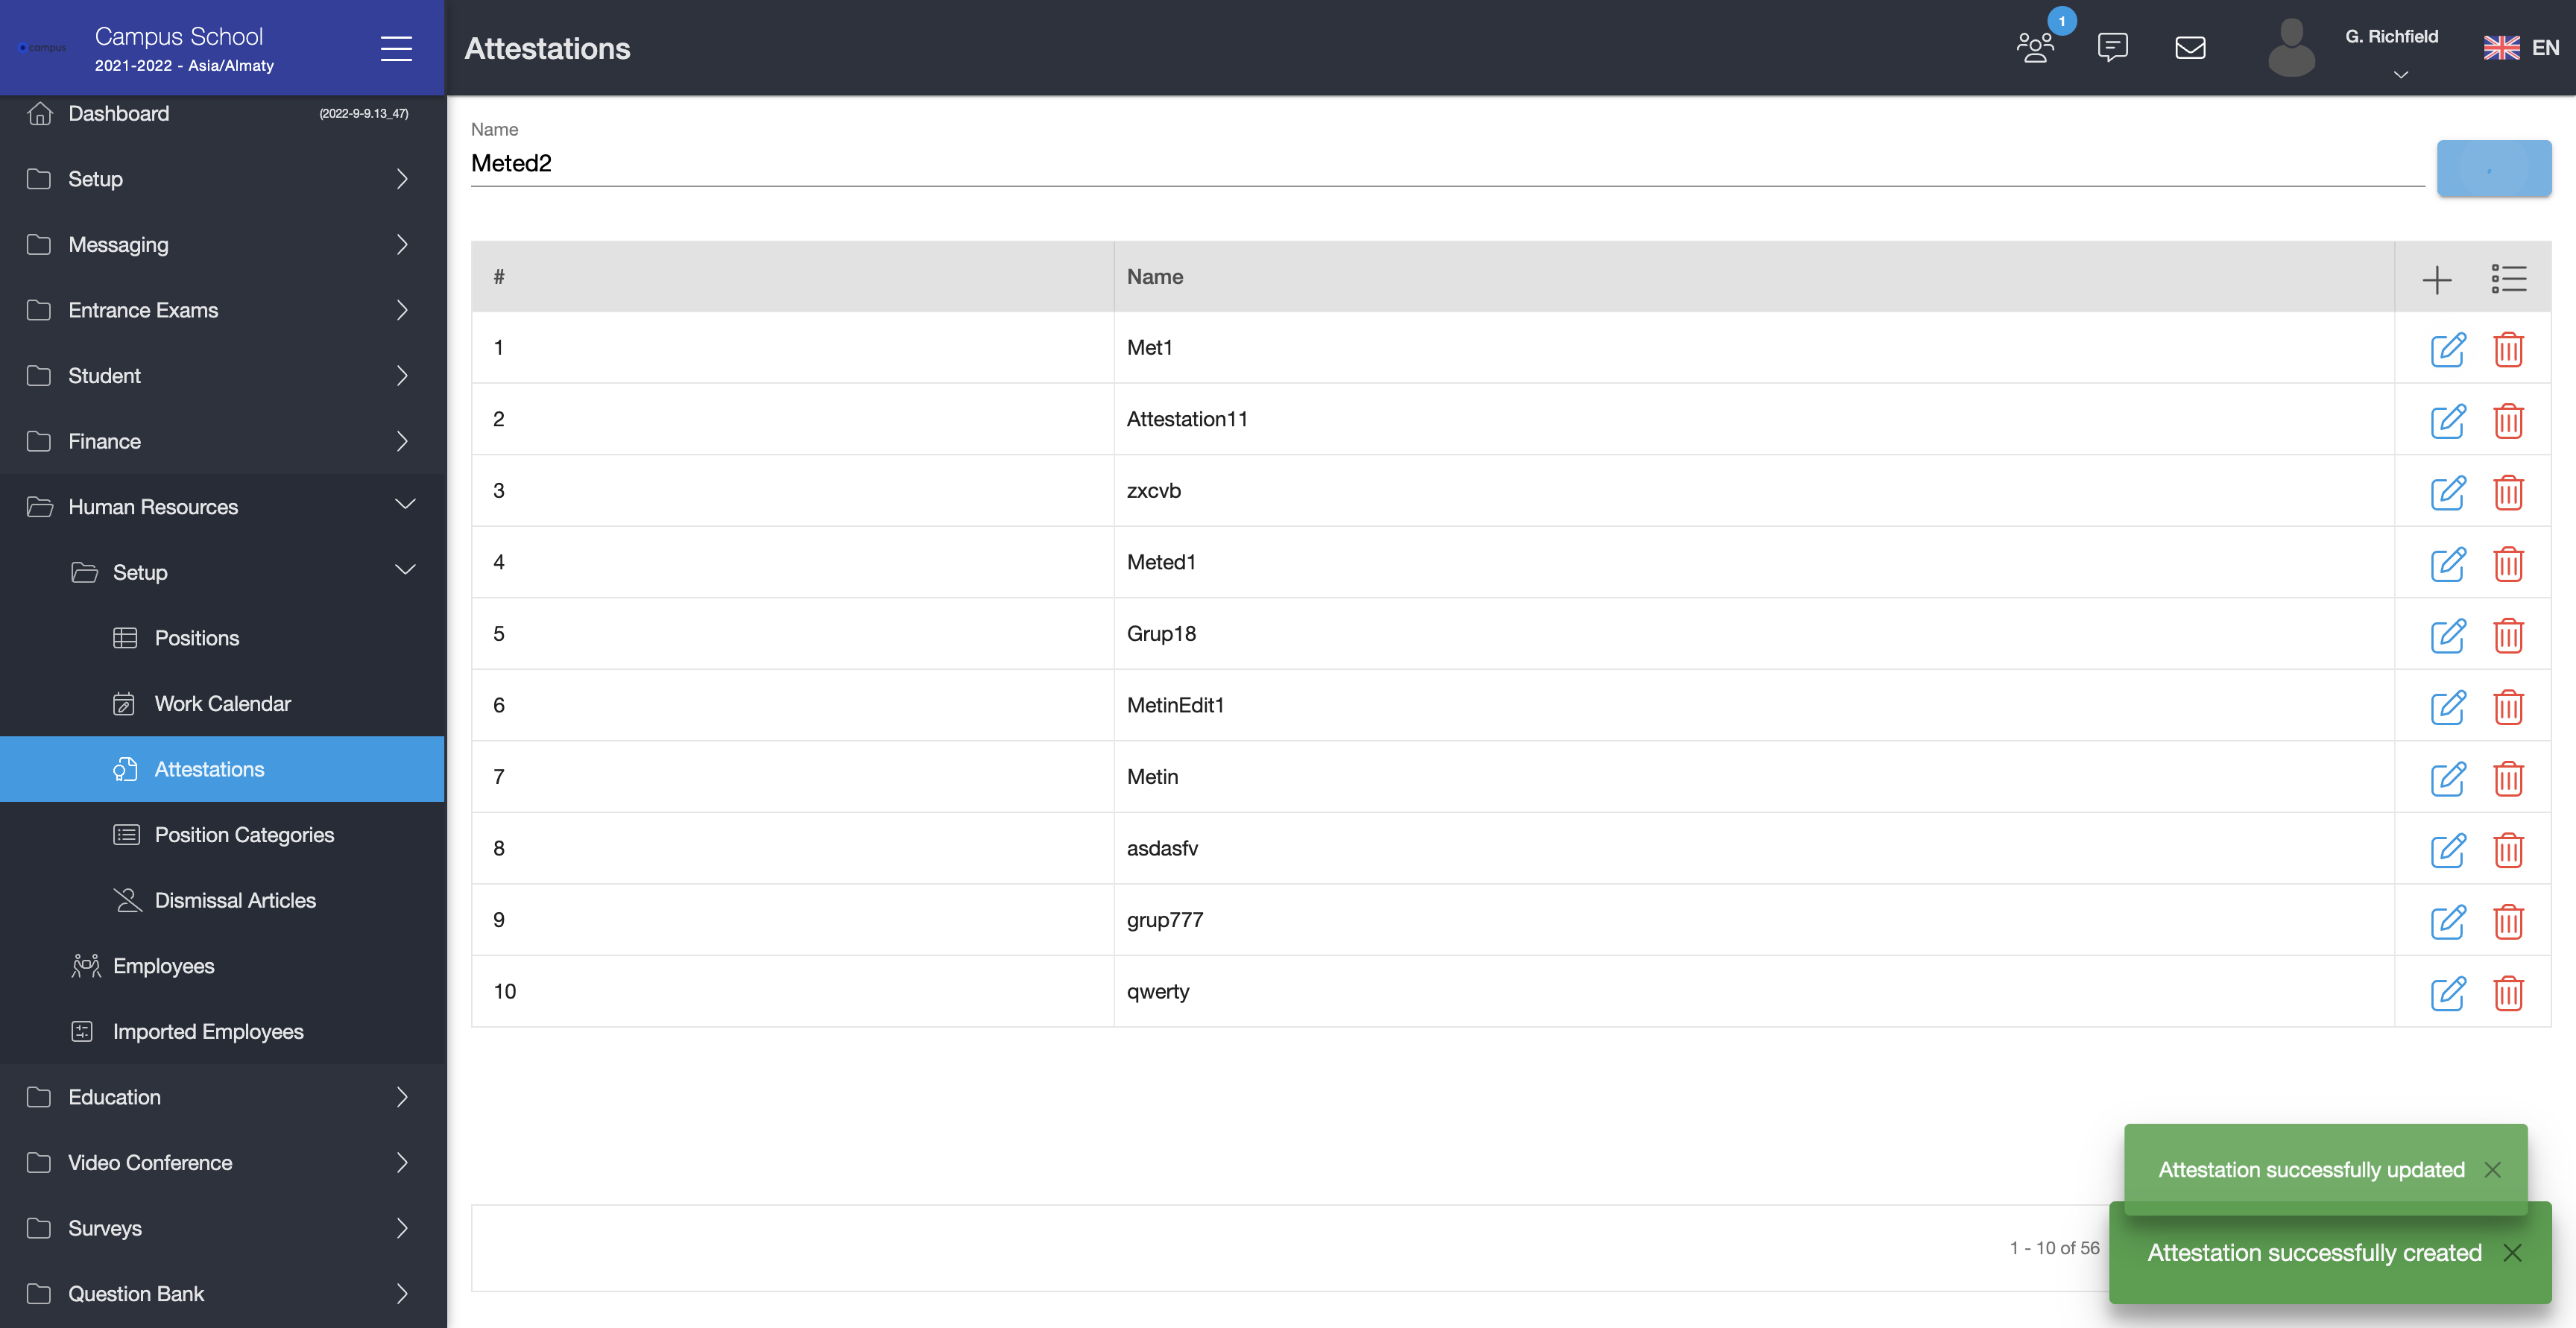 campus
Campus School
2021-2022 - Asia/Almaty
Attestations
1
G. Richfield
EN
Dashboard
(2022-9-9.13_47)
Setup
Messaging
Entrance Exams
Student
Finance
Human Resources
Setup
Positions
Work Calendar
Attestations
Position Categories
Dismissal Articles
Employees
Imported Employees
Education
Video Conference
Surveys
Question Bank
Name
Meted2
# Name
1 Met1
2 Attestation11
3 zxcvb
4 Meted1
5 Grup18
6 MetinEdit1
7 Metin
8 asdasfv
9 grup777
10 qwerty
1 - 10 of 56
Attestation successfully updated
Attestation successfully created